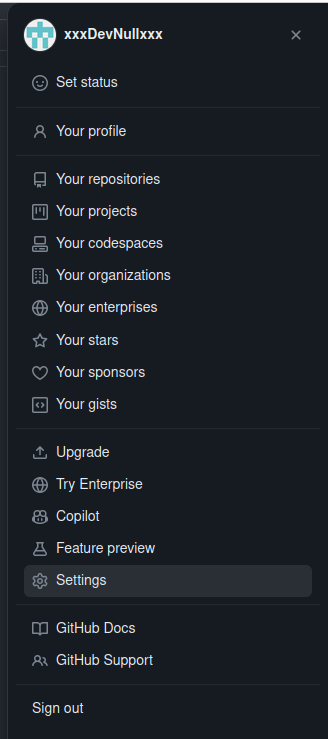 xxxDevNullxxx
Set status
Your profile
Your repositories
Your projects
Your codespaces
Your organizations
Your enterprises
Your stars
Your sponsors
Your gists
Upgrade
Try Enterprise
Copilot
Feature preview
Settings
GitHub Docs
GitHub Support
Sign out